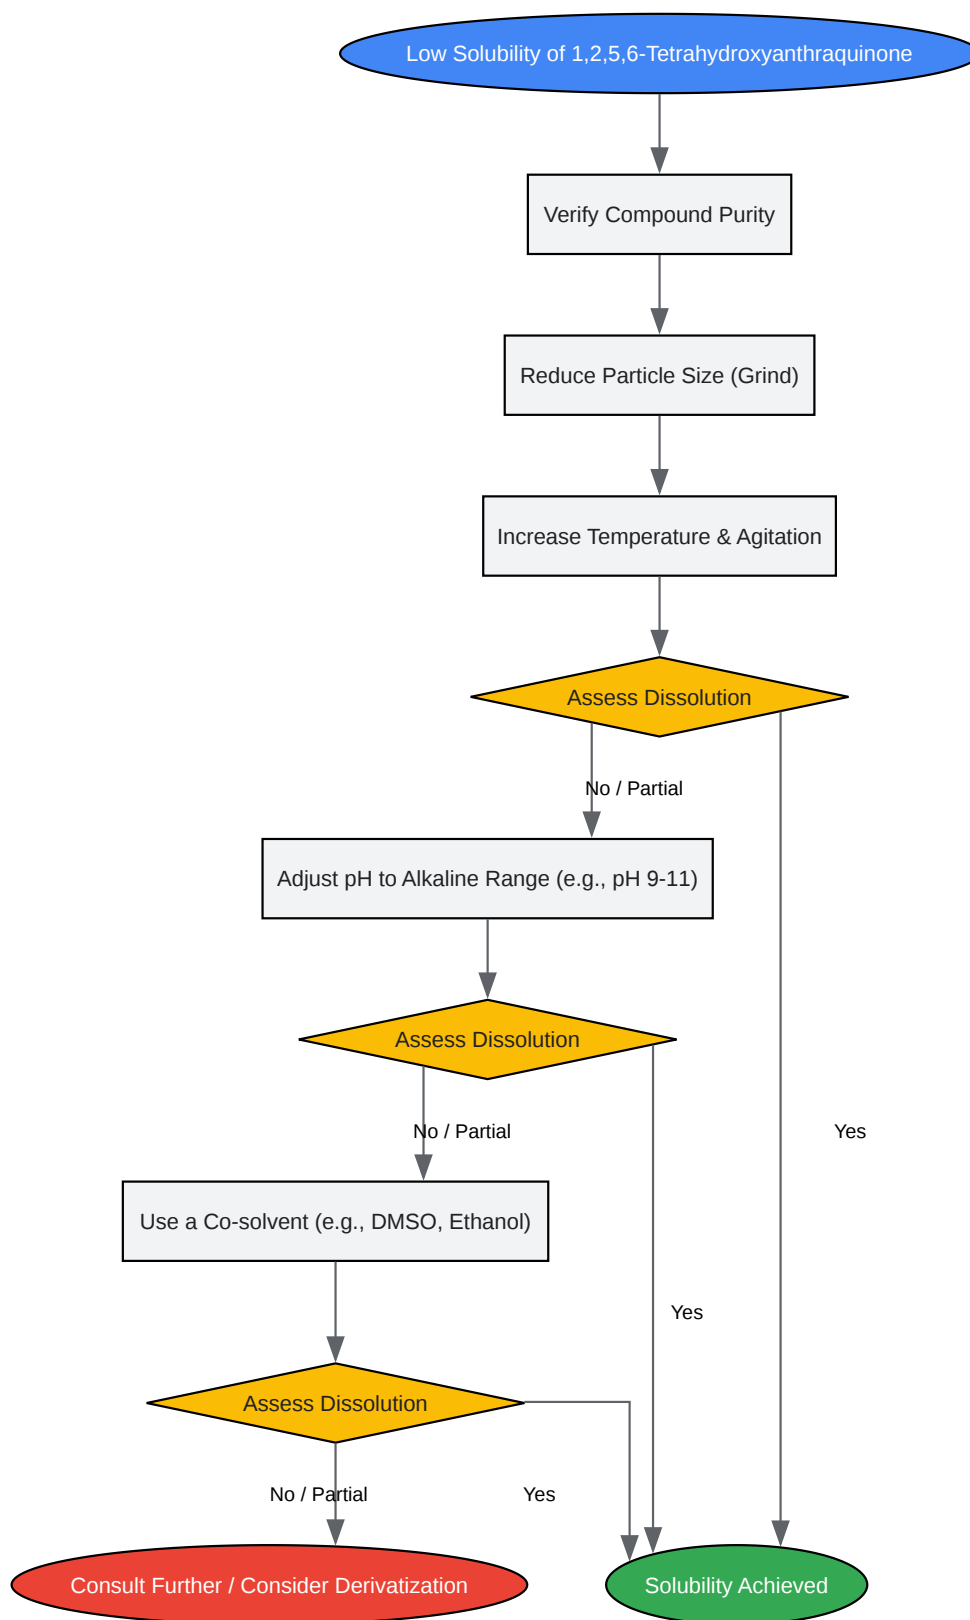 Low Solubility of 1,2,5,6-Tetrahydroxyanthraquinone
Verify Compound Purity
Reduce Particle Size (Grind)
Increase Temperature & Agitation
Assess Dissolution
No / Partial
Adjust pH to Alkaline Range (e.g., pH 9-11)
Assess Dissolution
No / Partial
Yes
Use a Co-solvent (e.g., DMSO, Ethanol)
Yes
Assess Dissolution
No / Partial
Yes
Consult Further / Consider Derivatization
Solubility Achieved